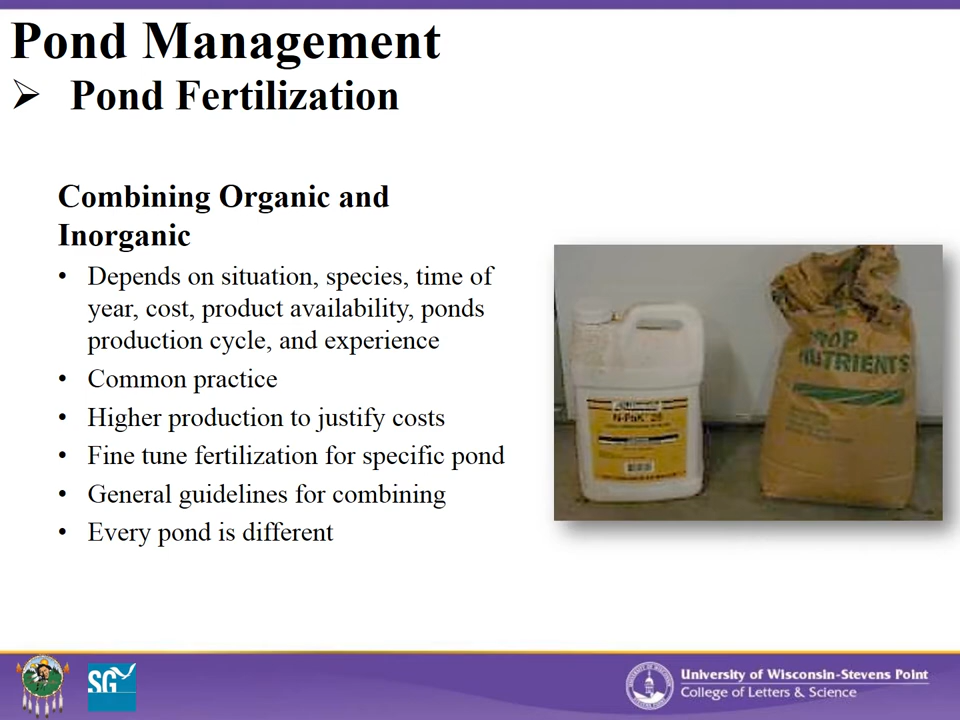 Pond Management
➢ Pond Fertilization
Combining Organic and
Inorganic
• Depends on situation, species, time of
year, cost, product availability, ponds
production cycle, and experience
• Common practice
• Higher production to justify costs
• Fine tune fertilization for specific pond
• General guidelines for combining
• Every pond is different
CROP
NUTRIENTS
SG
University of Wisconsin-Stevens Point
College of Letters & Science